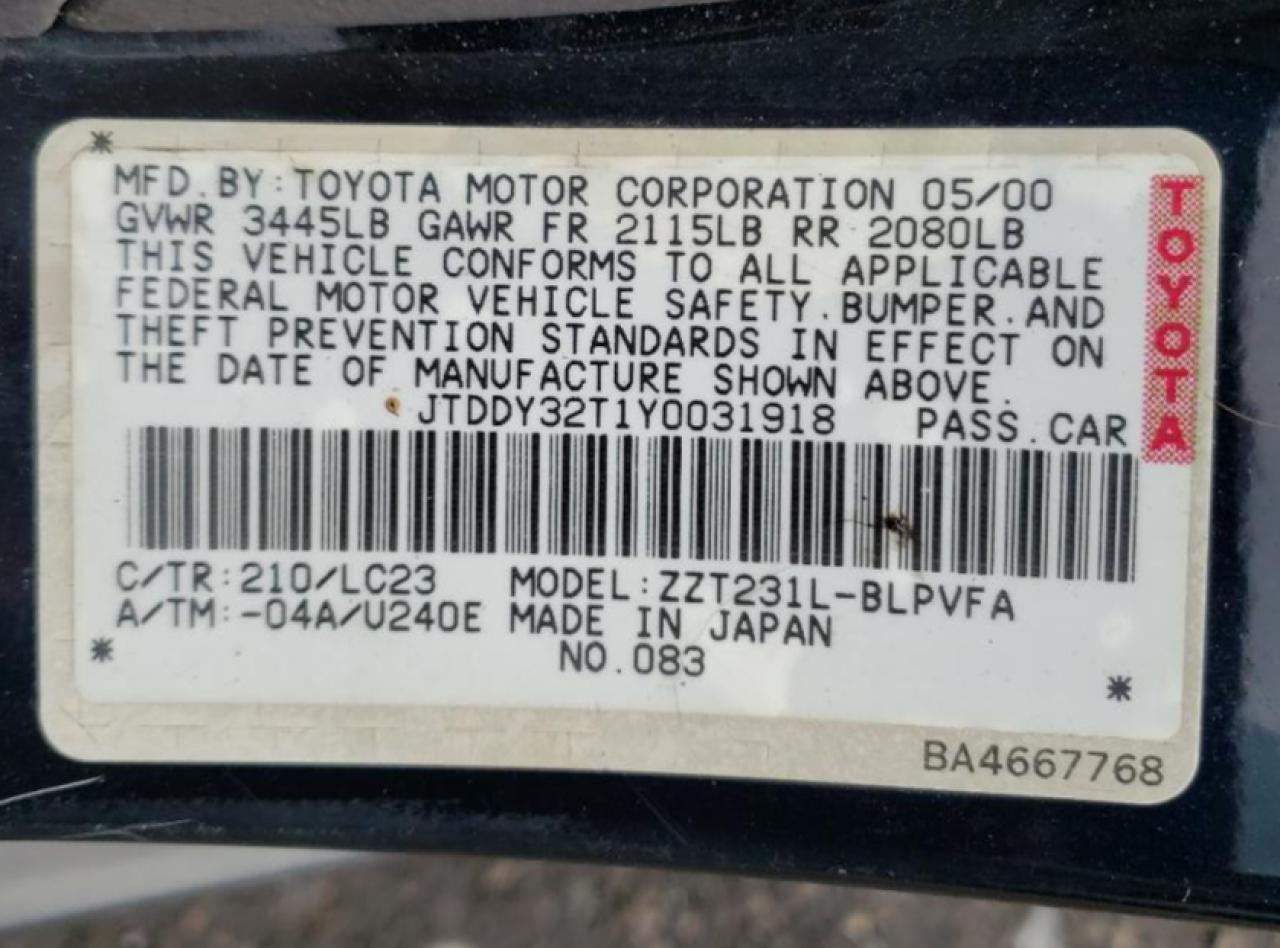 MFD.BY:TOYOTA MOTOR CORPORATION 05/00
GVWR 3445LB GAWR FR 2115LB RR 2080LB
THIS VEHICLE CONFORMS TO ALL APPLICABLE
FEDERAL MOTOR VEHICLE SAFETY.BUMPER.AND
THEFT PREVENTION STANDARDS IN EFFECT ON
THE DATE OF MANUFACTURE SHOWN ABOVE.
JTDDY32T1Y0031918 PASS.CAR
C/TR:210/LC23 MODEL:ZZT231L-BLPVFA
A/TM:-04A/U240E MADE IN JAPAN
NO.083
TOYOTA
BA4667768